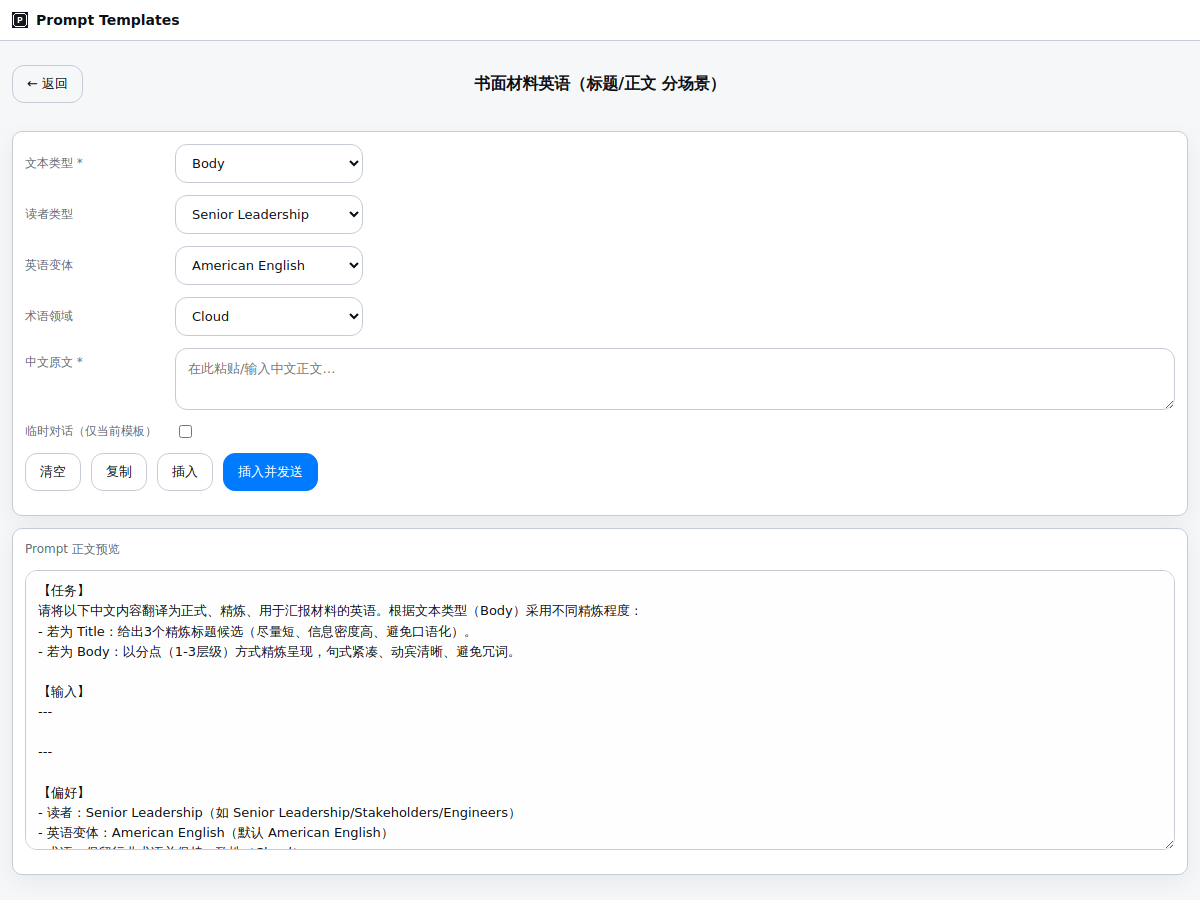 P Prompt Templates
← 返回
书面材料英语（标题/正文 分场景）
文本类型 *
Body
读者类型
Senior Leadership
英语变体
American English
术语领域
Cloud
中文原文 *
在此粘贴/输入中文正文…
临时对话（仅当前模板）
清空 复制 插入 插入并发送
Prompt 正文预览
【任务】
请将以下中文内容翻译为正式、精炼、用于汇报材料的英语。根据文本类型（Body）采用不同精炼程度：
- 若为 Title：给出3个精炼标题候选（尽量短、信息密度高、避免口语化）。
- 若为 Body：以分点（1-3层级）方式精炼呈现，句式紧凑、动宾清晰、避免冗词。
【输入】
---
---
【偏好】
- 读者：Senior Leadership（如 Senior Leadership/Stakeholders/Engineers）
- 英语变体：American English（默认 American English）